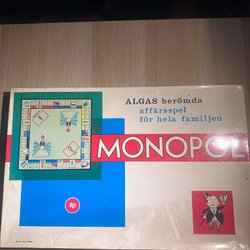 ALGAS berömda
affärsspel
för hela familjen
MONOPOL